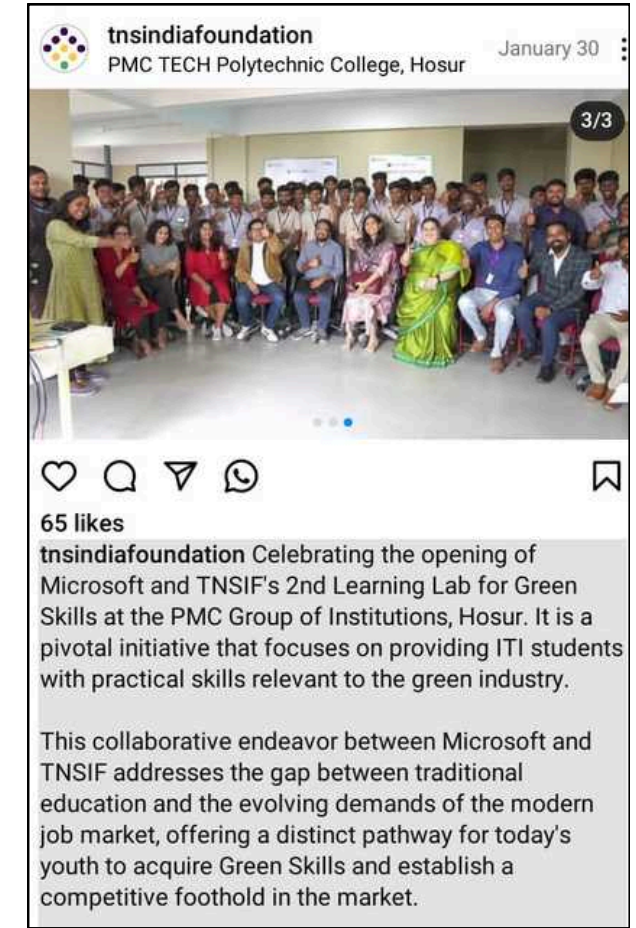 tnsindiafoundation
PMC TECH Polytechnic College, Hosur
January 30
3/3
65 likes
tnsindiafoundation Celebrating the opening of
Microsoft and TNSIF's 2nd Learning Lab for Green
Skills at the PMC Group of Institutions, Hosur. It is a
pivotal initiative that focuses on providing ITI students
with practical skills relevant to the green industry.
This collaborative endeavor between Microsoft and
TNSIF addresses the gap between traditional
education and the evolving demands of the modern
job market, offering a distinct pathway for today's
youth to acquire Green Skills and establish a
competitive foothold in the market.